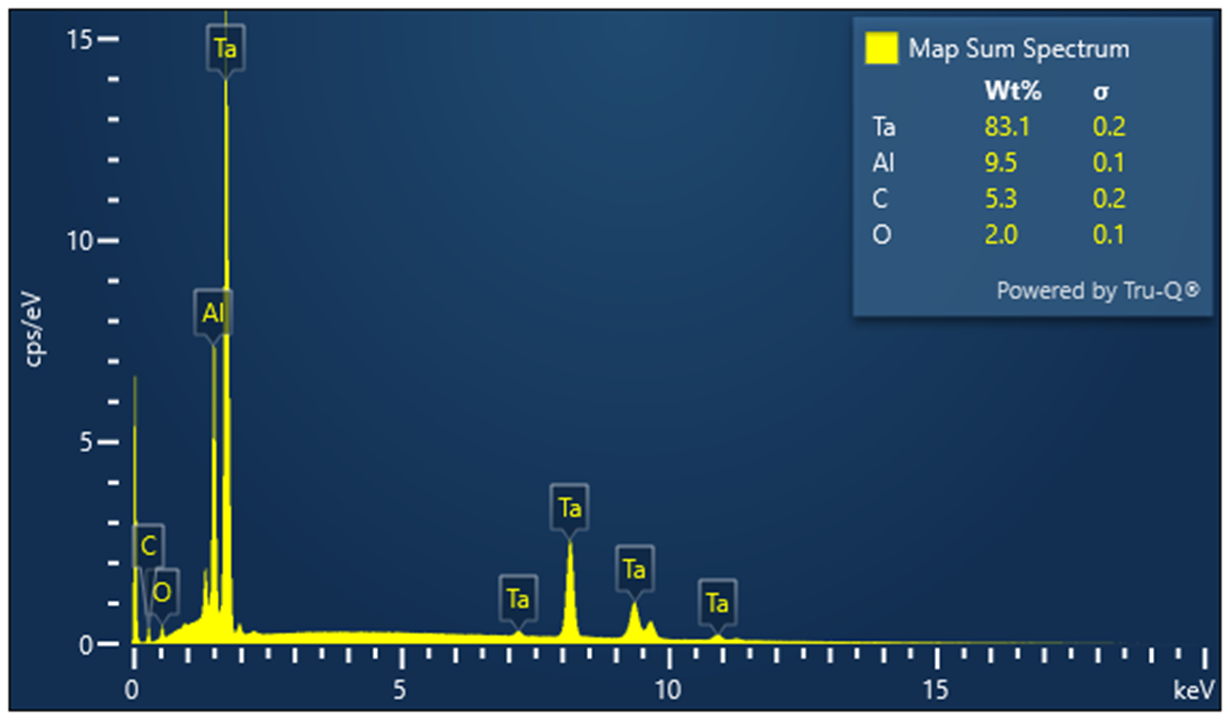 Map Sum Spectrum
Wt% σ
Ta 83.1 0.2
Al 9.5 0.1
C 5.3 0.2
O 2.0 0.1
Powered by Tru-Q®
cps/eV
15
10
5
0
Ta
Al
C
O
Ta
Ta
Ta
Ta
0 5 10 15 keV